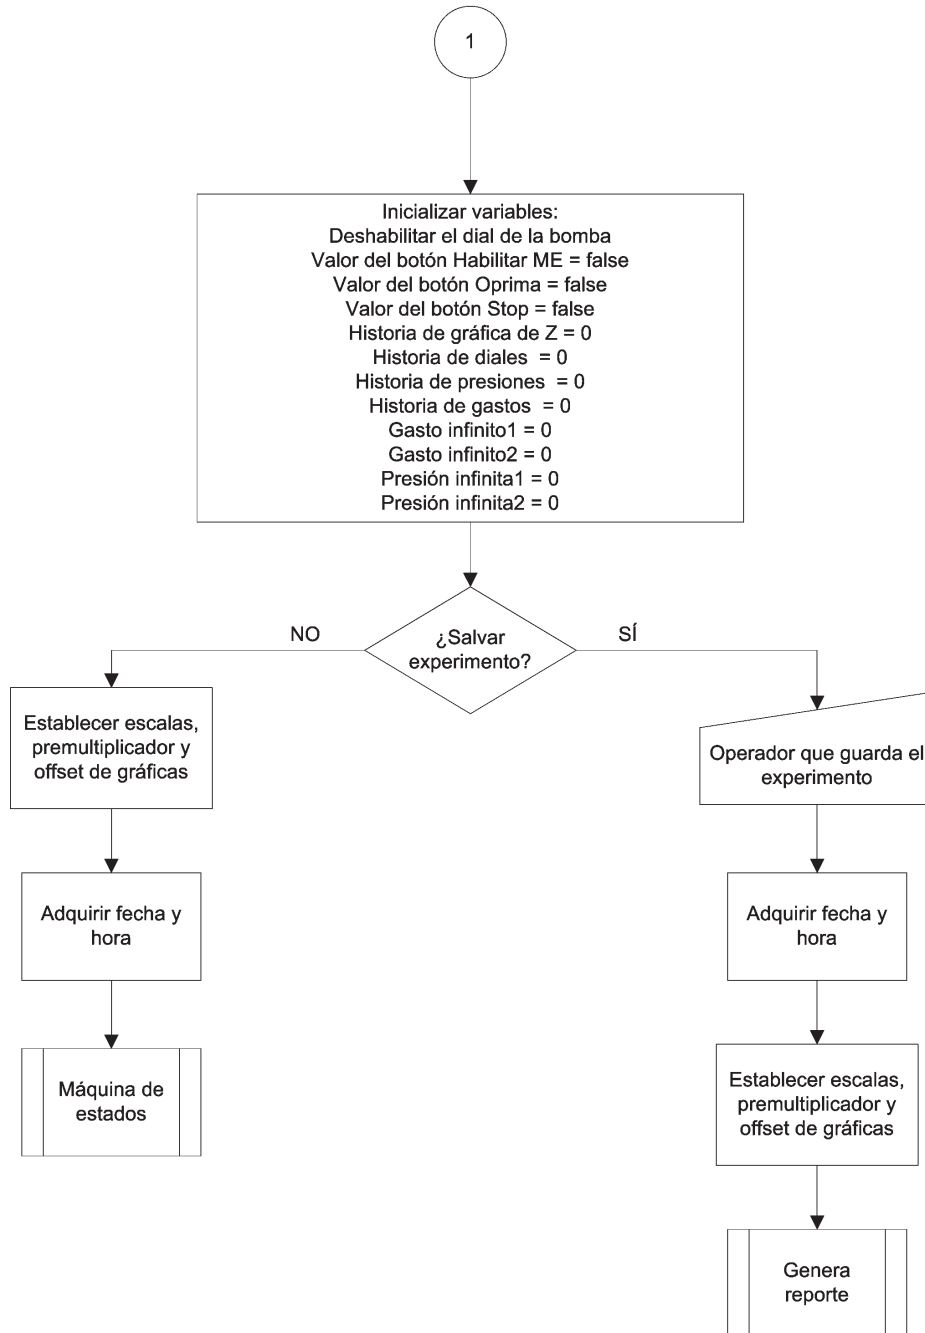 1
Inicializar variables:
Deshabilitar el dial de la bomba
Valor del botón Habilitar ME = false
Valor del botón Oprima = false
Valor del botón Stop = false
Historia de gráfica de Z = 0
Historia de diales = 0
Historia de presiones = 0
Historia de gastos = 0
Gasto infinito1 = 0
Gasto infinito2 = 0
Presión infinita1 = 0
Presión infinita2 = 0
¿Salvar
experimento?
NO
SÍ
Establecer escalas,
premultiplicador y
offset de gráficas
Adquirir fecha y
hora
Máquina de
estados
Operador que guarda el
experimento
Adquirir fecha y
hora
Establecer escalas,
premultiplicador y
offset de gráficas
Genera
reporte